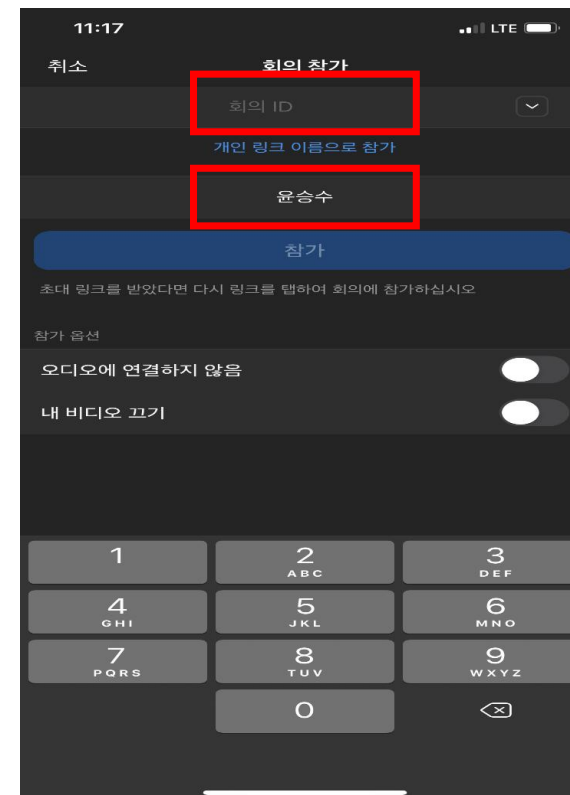 11:17 LTE
취소 회의 참가
회의 ID
개인 링크 이름으로 참가
윤승수
참가
초대 링크를 받았다면 다시 링크를 탭하여 회의에 참가하십시오
참가 옵션
오디오에 연결하지 않음
내 비디오 끄기
1 2 3
ABC DEF
4 5 6
GHI JKL MNO
7 8 9
PQRS TUV WXYZ
0